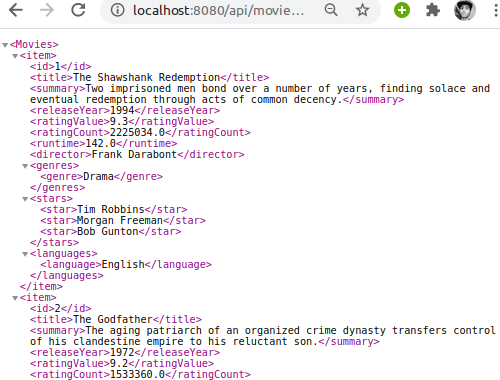 localhost:8080/api/movie...
<Movies>
<item>
<id>1</id>
<title>The Shawshank Redemption</title>
<summary>Two imprisoned men bond over a number of years, finding solace and
eventual redemption through acts of common decency.</summary>
<releaseYear>1994</releaseYear>
<ratingValue>9.3</ratingValue>
<ratingCount>2225034.0</ratingCount>
<runtime>142.0</runtime>
<director>Frank Darabont</director>
<genres>
<genre>Drama</genre>
</genres>
<stars>
<star>Tim Robbins</star>
<star>Morgan Freeman</star>
<star>Bob Gunton</star>
</stars>
<languages>
<language>English</language>
</languages>
</item>
<item>
<id>2</id>
<title>The Godfather</title>
<summary>The aging patriarch of an organized crime dynasty transfers control
of his clandestine empire to his reluctant son.</summary>
<releaseYear>1972</releaseYear>
<ratingValue>9.2</ratingValue>
<ratingCount>1533360.0</ratingCount>